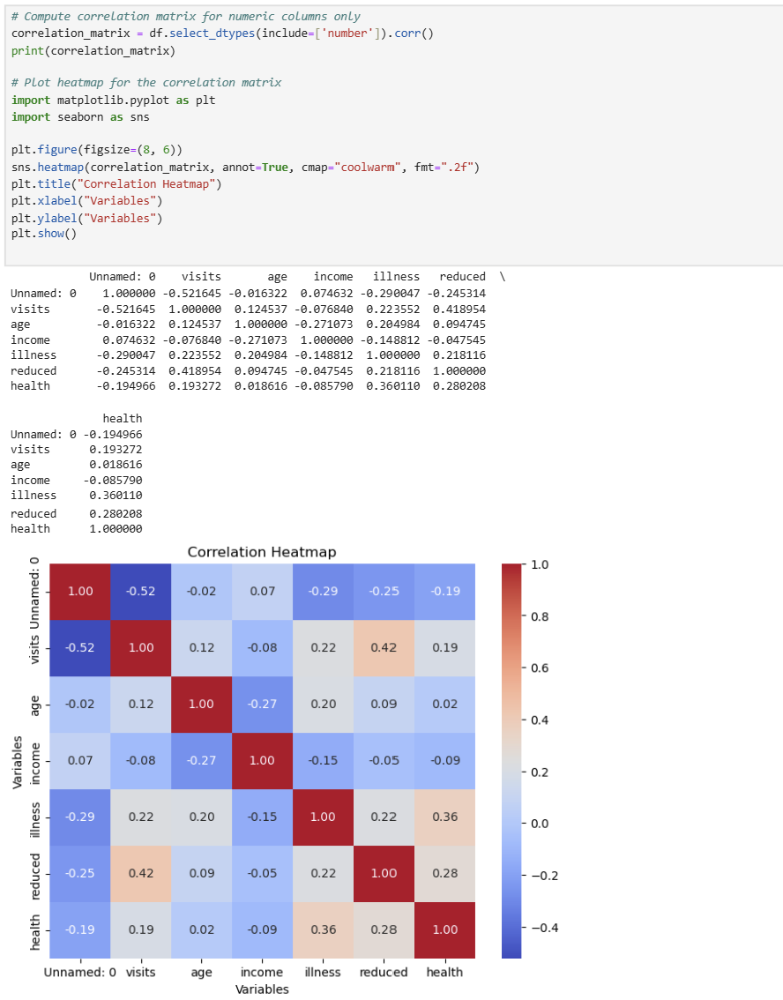 # Compute correlation matrix for numeric columns only
correlation_matrix = df.select_dtypes(include=['number']).corr()
print(correlation_matrix)
# Plot heatmap for the correlation matrix
import matplotlib.pyplot as plt
import seaborn as sns
plt.figure(figsize=(8, 6))
sns.heatmap(correlation_matrix, annot=True, cmap="coolwarm", fmt=".2f")
plt.title("Correlation Heatmap")
plt.xlabel("Variables")
plt.ylabel("Variables")
plt.show()
Unnamed: 0 visits age income illness reduced \
Unnamed: 0 1.000000 -0.521645 -0.016322 0.074632 -0.290047 -0.245314
visits -0.521645 1.000000 0.124537 -0.076840 0.223552 0.418954
age -0.016322 0.124537 1.000000 -0.271073 0.204984 0.094745
income 0.074632 -0.076840 -0.271073 1.000000 -0.148812 -0.047545
illness -0.290047 0.223552 0.204984 -0.148812 1.000000 0.218116
reduced -0.245314 0.418954 0.094745 -0.047545 0.218116 1.000000
health -0.194966 0.193272 0.018616 -0.085790 0.360110 0.280208
health
Unnamed: 0 -0.194966
visits 0.193272
age 0.018616
income -0.085790
illness 0.360110
reduced 0.280208
health 1.000000
Correlation Heatmap
Unnamed: 0 1.00 -0.52 -0.02 0.07 -0.29 -0.25 -0.19
visits -0.52 1.00 0.12 -0.08 0.22 0.42 0.19
age -0.02 0.12 1.00 -0.27 0.20 0.09 0.02
income 0.07 -0.08 -0.27 1.00 -0.15 -0.05 -0.09
illness -0.29 0.22 0.20 -0.15 1.00 0.22 0.36
reduced -0.25 0.42 0.09 -0.05 0.22 1.00 0.28
health -0.19 0.19 0.02 -0.09 0.36 0.28 1.00
Variables
Unnamed: 0 visits age income illness reduced health
Variables
1.0
0.8
0.6
0.4
0.2
0.0
−0.2
−0.4